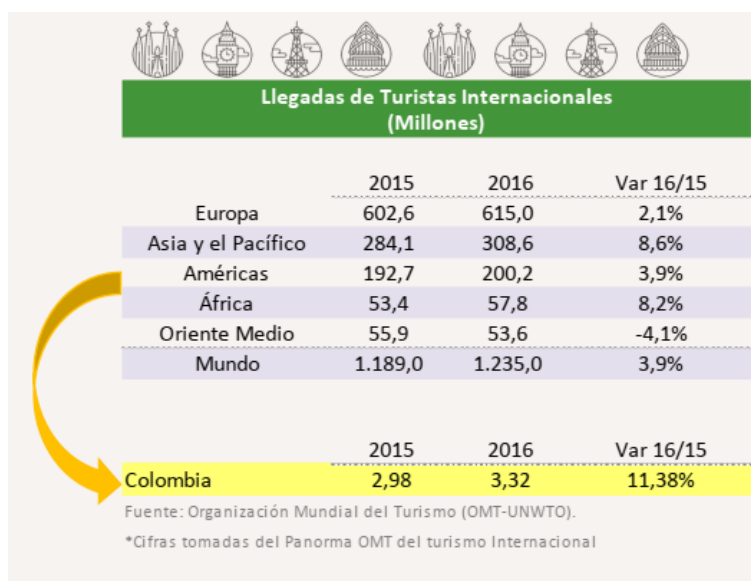 Llegadas de Turistas Internacionales
(Millones)
2015 2016 Var 16/15
Europa 602,6 615,0 2,1%
Asia y el Pacífico 284,1 308,6 8,6%
Américas 192,7 200,2 3,9%
África 53,4 57,8 8,2%
Oriente Medio 55,9 53,6 -4,1%
Mundo 1.189,0 1.235,0 3,9%
2015 2016 Var 16/15
Colombia 2,98 3,32 11,38%
Fuente: Organización Mundial del Turismo (OMT-UNWTO).
*Cifras tomadas del Panorma OMT del turismo Internacional